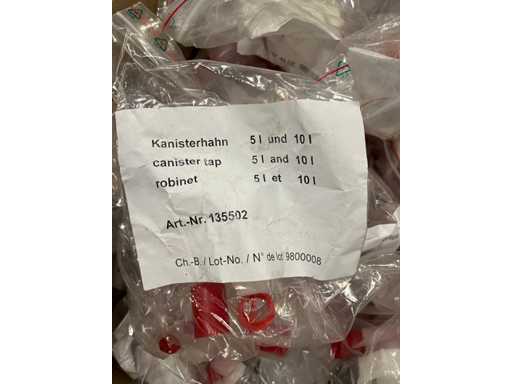 Kanisterhahn 5 l und 10 l
canister tap 5 l and 10 l
robinet 5 l et 10 l
Art.-Nr. 135502
Ch.-B./ Lot-No. / N° de lot 9800008